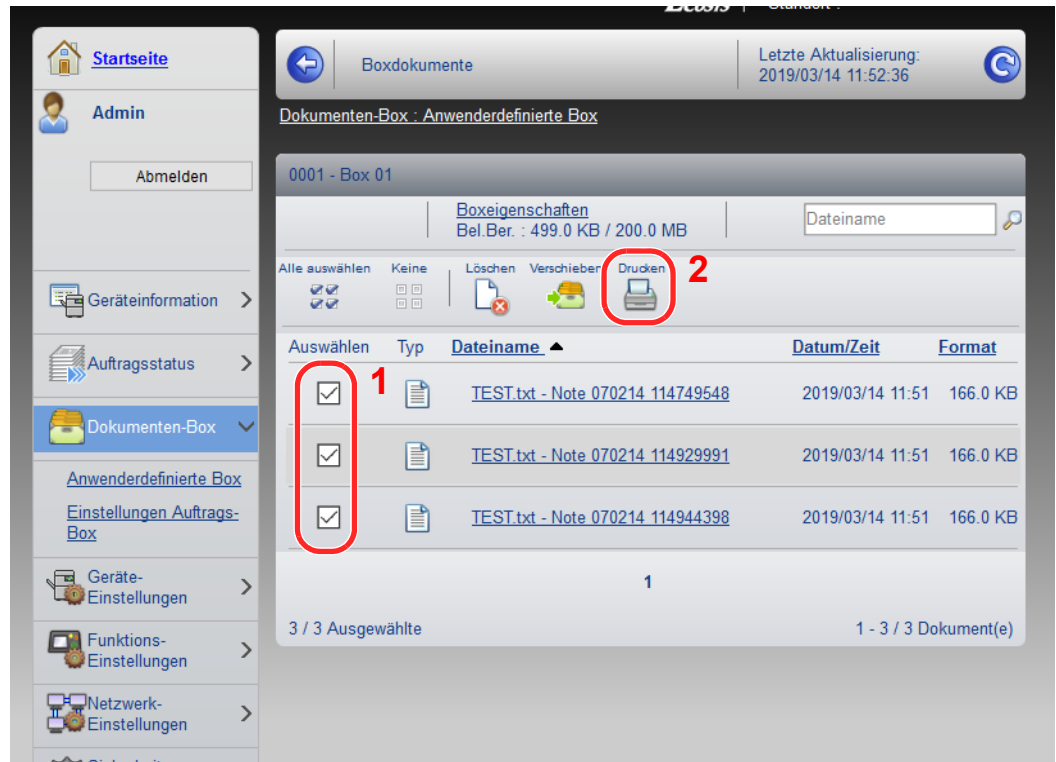 Startseite
Admin
Abmelden
Geräteinformation
Auftragsstatus
Dokumenten-Box
Anwenderdefinierte Box
Einstellungen Auftrags-
Box
Geräte-
Einstellungen
Funktions-
Einstellungen
Netzwerk-
Einstellungen
Boxdokumente
Letzte Aktualisierung:
2019/03/14 11:52:36
Dokumenten-Box : Anwenderdefinierte Box
0001 - Box 01
Boxeigenschaften
Bel.Ber. : 499.0 KB / 200.0 MB
Dateiname
Alle auswählen Keine Löschen Verschieben Drucken
2
Auswählen Typ Dateiname Datum/Zeit Format
1
TEST.txt - Note 070214 114749548 2019/03/14 11:51 166.0 KB
TEST.txt - Note 070214 114929991 2019/03/14 11:51 166.0 KB
TEST.txt - Note 070214 114944398 2019/03/14 11:51 166.0 KB
1
3 / 3 Ausgewählte 1 - 3 / 3 Dokument(e)